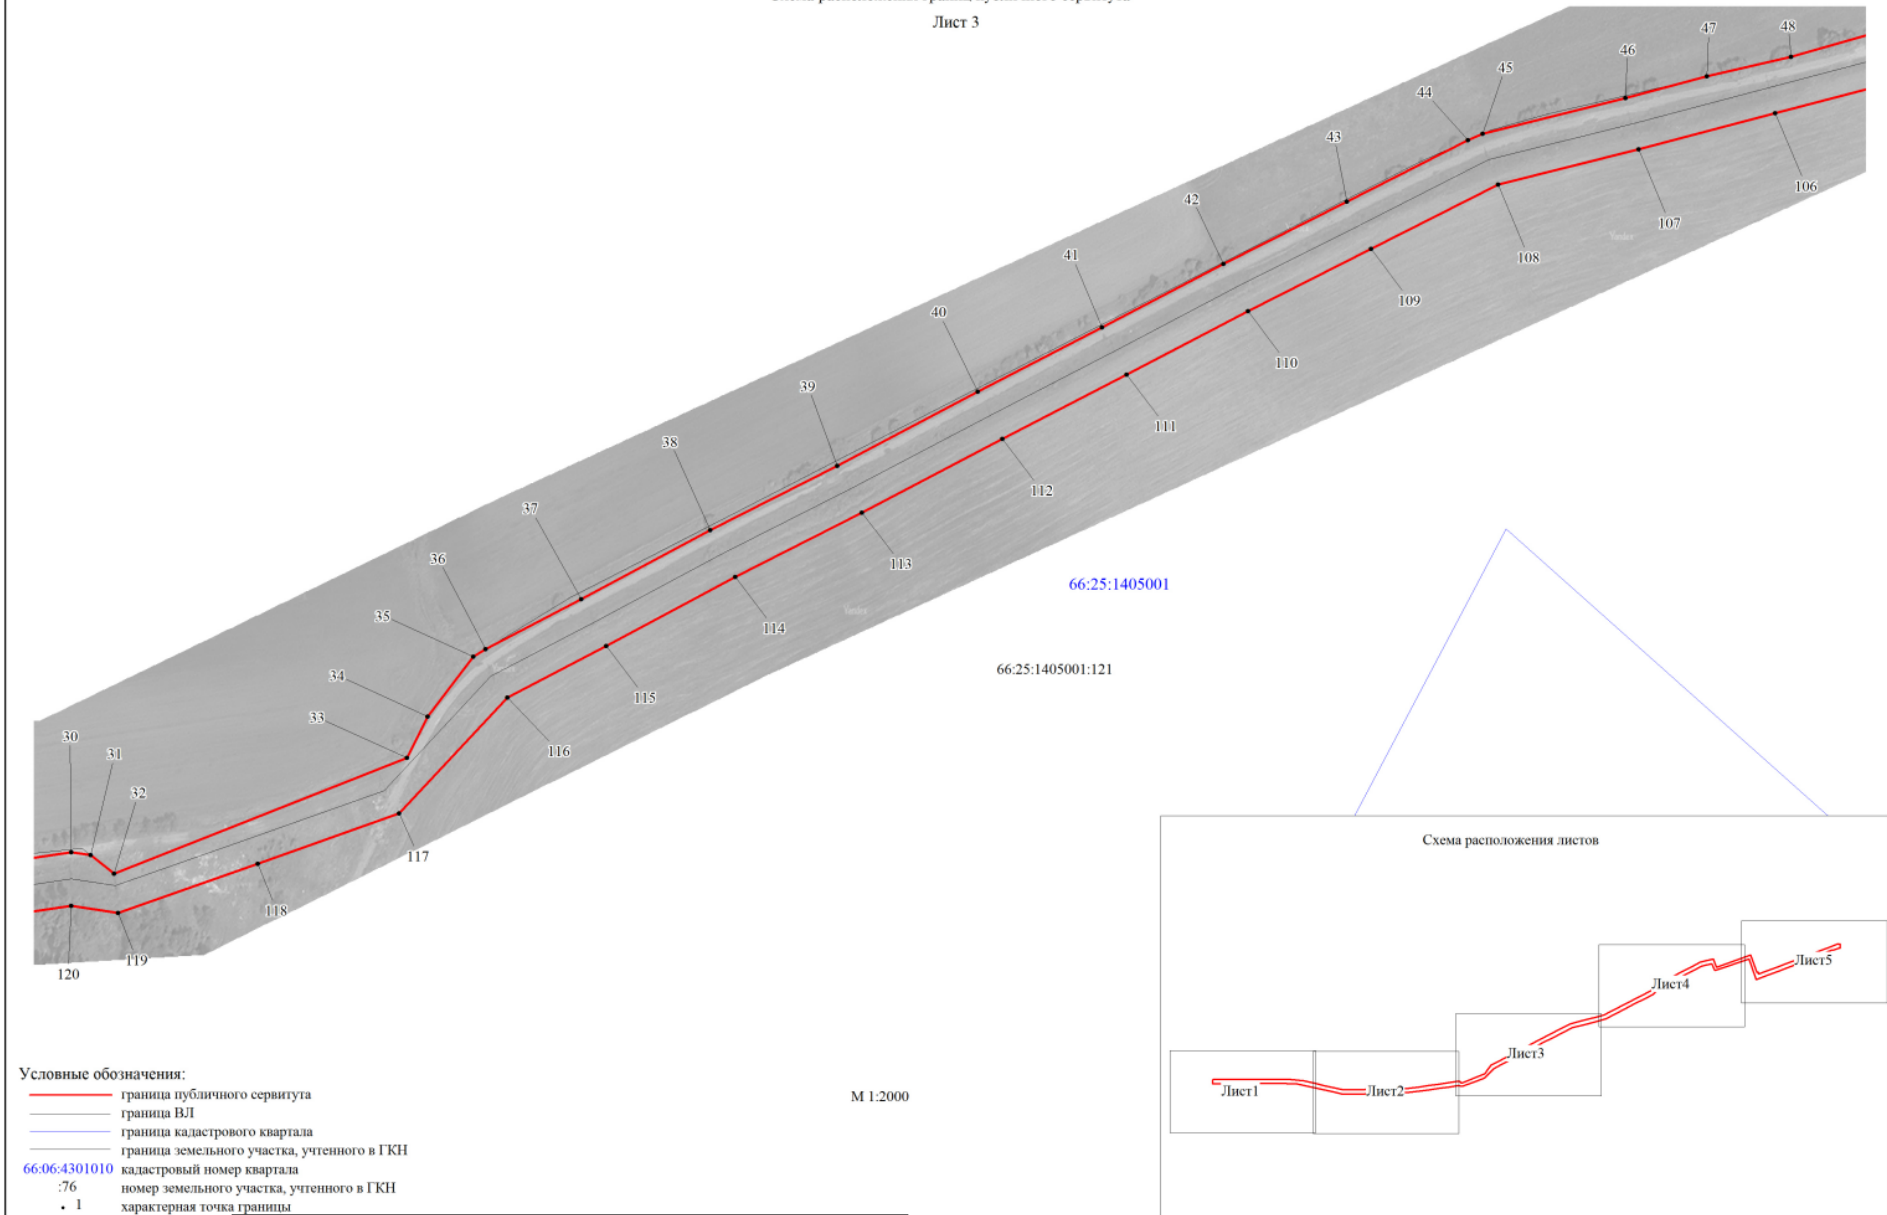 Лист 3
48
47
46
45
44
43
42
41
40
39
38
37
36
35
34
33
30
31
32
106
107
108
109
110
111
112
113
114
115
116
117
118
119
120
Yandex
Yandex
66:25:1405001
66:25:1405001:121
Схема расположения листов
Лист5
Лист4
Лист3
Лист1
Лист2
М 1:2000
Условные обозначения:
граница публичного сервитута
граница ВЛ
граница кадастрового квартала
граница земельного участка, учтенного в ГКН
66:06:4301010 кадастровый номер квартала
:76 номер земельного участка, учтенного в ГКН
1 характерная точка границы